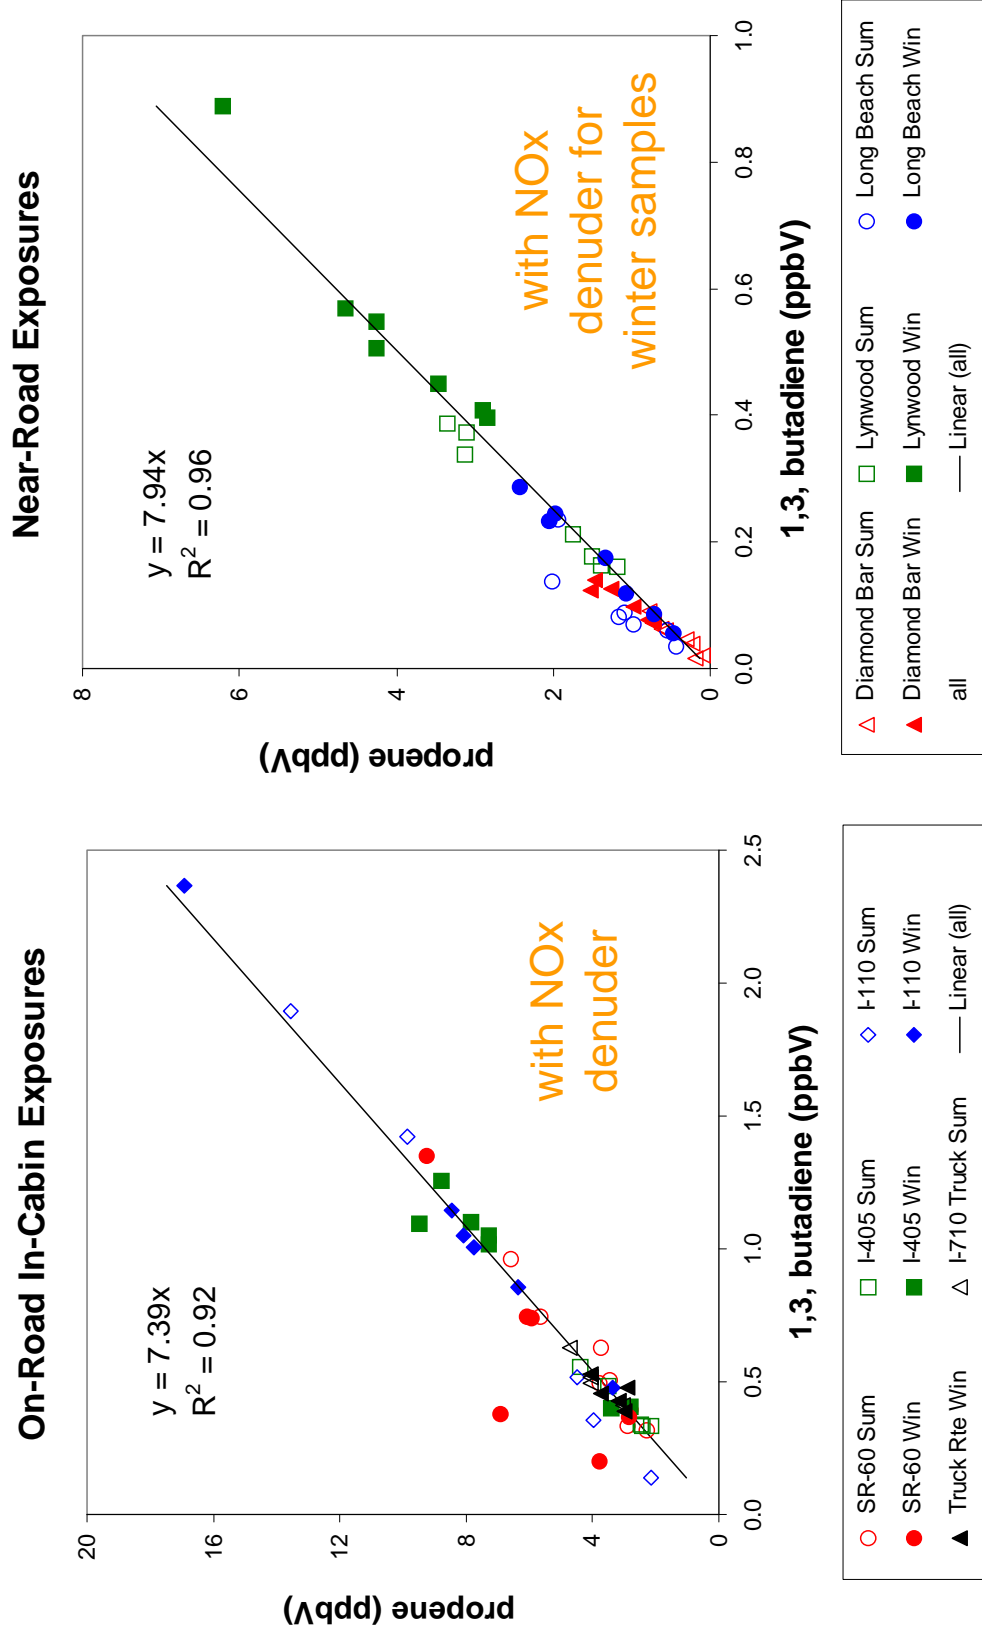 On-Road In-Cabin Exposures
y = 7.39x
R2 = 0.92
with NOx
denuder
propene (ppbV)
20
16
12
8
4
0
0.0
0.5
1.0
1.5
2.0
2.5
1,3, butadiene (ppbV)
SR-60 Sum
I-405 Sum
I-110 Sum
SR-60 Win
I-405 Win
I-110 Win
Truck Rte Win
I-710 Truck Sum
Linear (all)
Near-Road Exposures
y = 7.94x
R2 = 0.96
with NOx
denuder for
winter samples
propene (ppbV)
8
6
4
2
0
0.0
0.2
0.4
0.6
0.8
1.0
1,3, butadiene (ppbV)
Diamond Bar Sum
Lynwood Sum
Long Beach Sum
Diamond Bar Win
Lynwood Win
Long Beach Win
all
Linear (all)